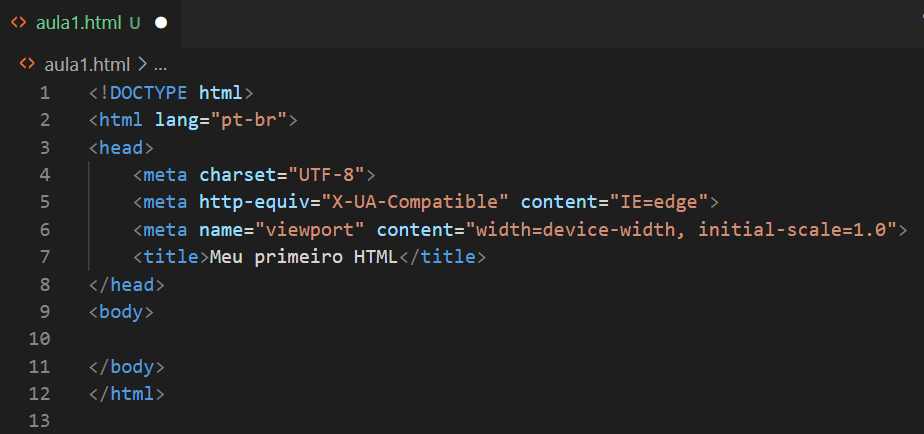 aula1.html U
aula1.html > ...
1 <!DOCTYPE html>
2 <html lang="pt-br">
3 <head>
4     <meta charset="UTF-8">
5     <meta http-equiv="X-UA-Compatible" content="IE=edge">
6     <meta name="viewport" content="width=device-width, initial-scale=1.0">
7     <title>Meu primeiro HTML</title>
8 </head>
9 <body>
10
11 </body>
12 </html>
13